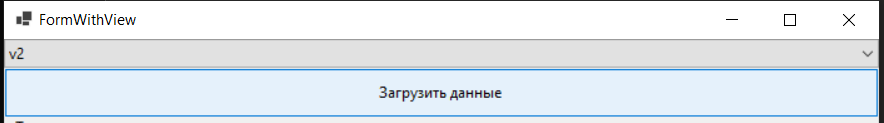 FormWithView
v2
Загрузить данные